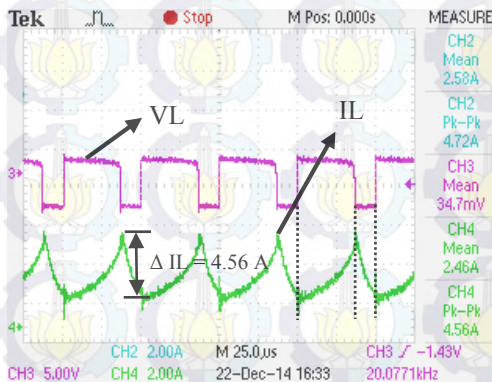 Tek Stop M Pos: 0.000s MEASURE
CH2
Mean
2.58A
CH2
Pk-Pk
4.72A
CH3
Mean
34.7mV
CH4
Mean
2.46A
CH4
Pk-Pk
4.56A
VL
IL
3
Δ IL = 4.56 A
4
CH2 2.00A M 25.0µs CH3 -1.43V
CH3 5.00V CH4 2.00A 22-Dec-14 16:33 20.0771kHz